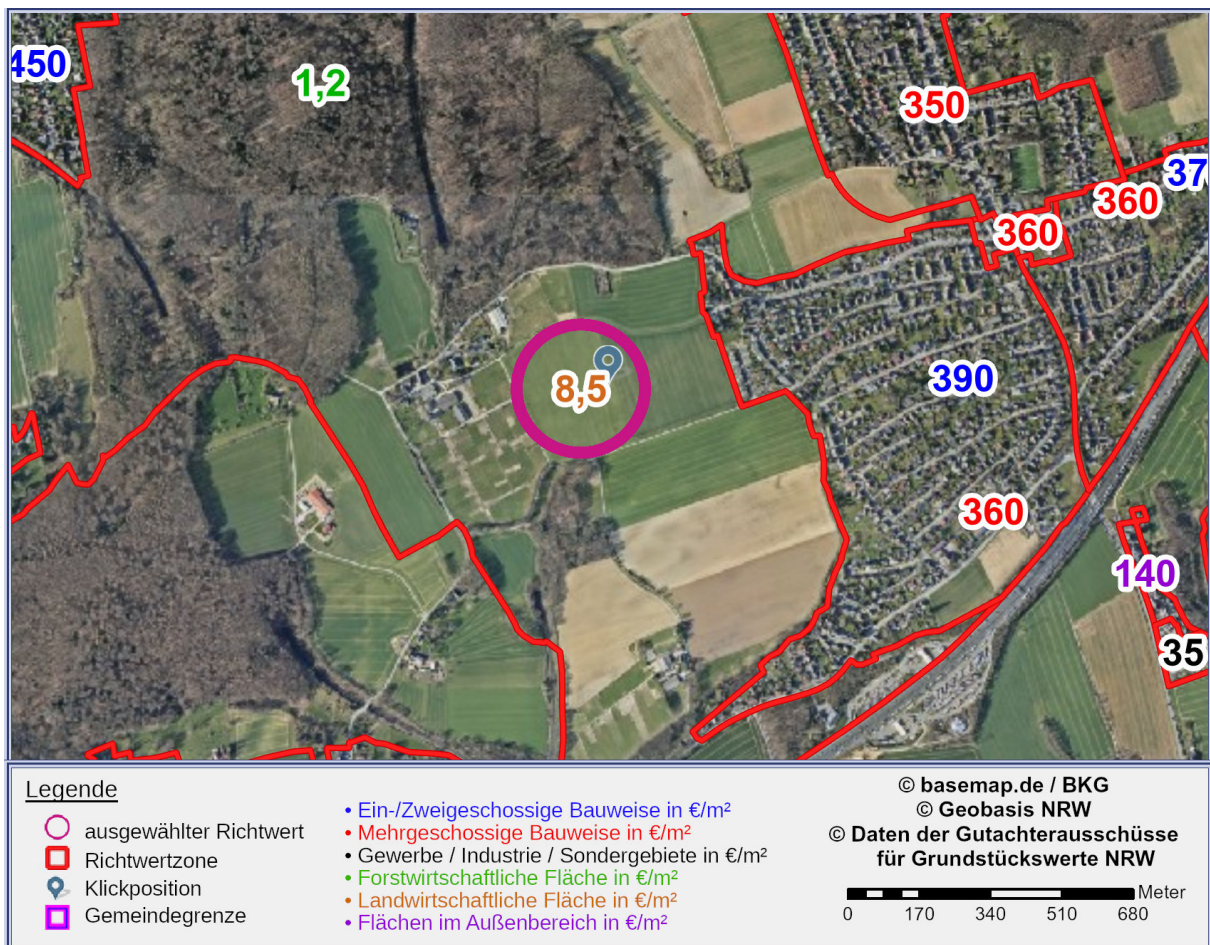 450
1,2
350
37
360
360
8,5
390
360
140
35
Legende
ausgewählter Richtwert
Richtwertzone
Klickposition
Gemeindegrenze
• Ein-/Zweigeschossige Bauweise in €/m²
• Mehrgeschossige Bauweise in €/m²
• Gewerbe / Industrie / Sondergebiete in €/m²
• Forstwirtschaftliche Fläche in €/m²
• Landwirtschaftliche Fläche in €/m²
• Flächen im Außenbereich in €/m²
© basemap.de / BKG
© Geobasis NRW
© Daten der Gutachterausschüsse
für Grundstückswerte NRW
Meter
0 170 340 510 680